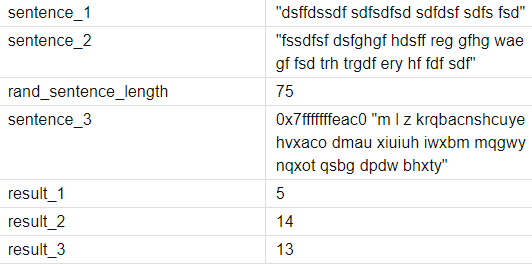 sentence_1 "dsffdssdf sdfsdfsd sdfdsf sdfs fsd"
sentence_2 "fssdfsf dsfghgf hdsff reg gfhg wae
gf fsd trh trgdf ery hf fdf sdf"
rand_sentence_length 75
sentence_3 0x7fffffffeac0 "m l z krqbacnshcuye
hvxaco dmau xiuiuh iwxbm mqgwy
nqxot qsbg dpdw bhxty"
result_1 5
result_2 14
result_3 13